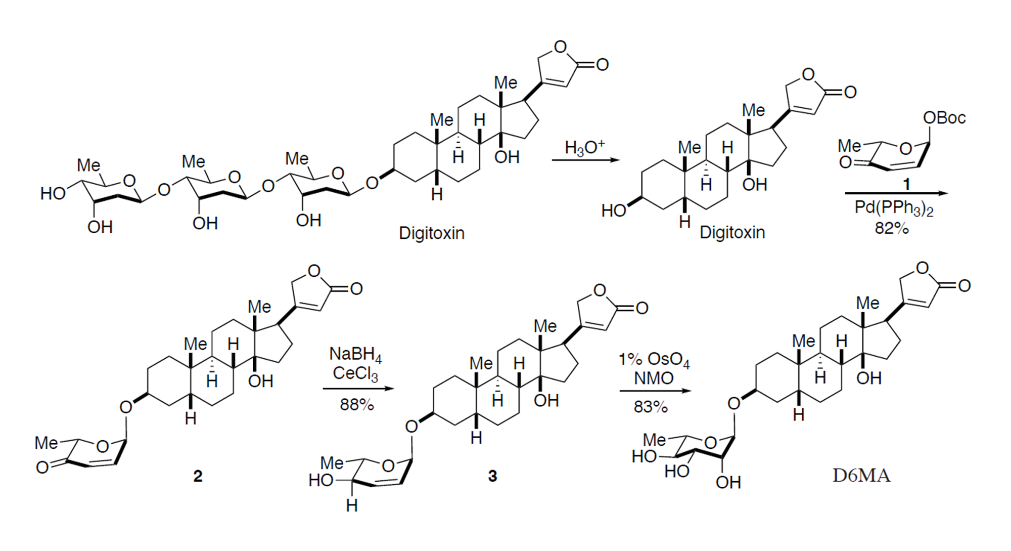 O
O
Me
Me
H
H
OH
H
O
Me
O
OH
O
Me
O
OH
O
Me
O
HO
OH
Digitoxin
H₃O⁺
O
O
Me
Me
H
H
OH
HO
H
Digitoxin
OBoc
Me
O
O
1
Pd(PPh₃)₂
82%
O
O
Me
Me
H
H
OH
H
O
Me
O
O
2
NaBH₄
CeCl₃
88%
O
O
Me
Me
H
H
OH
H
O
Me
O
HO
H
3
1% OsO₄
NMO
83%
O
O
Me
Me
H
H
OH
H
O
Me
O
HO
HO
OH
D6MA